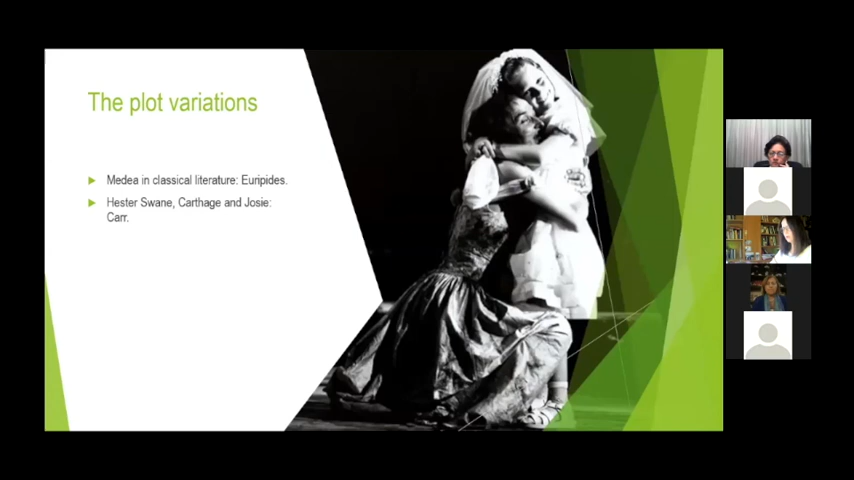 The plot variations
Medea in classical literature: Euripides.
Hester Swane, Carthage and Josie:
Carr.